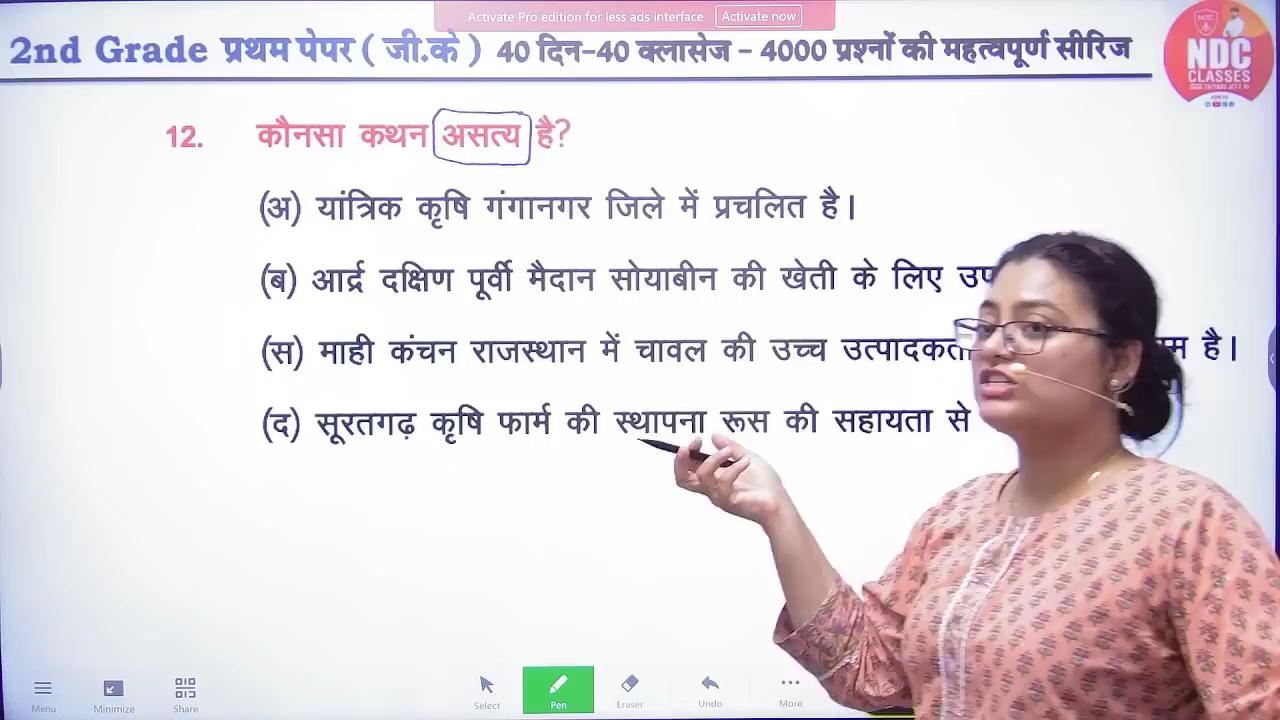 Activate Pro edition for less ads interface Activate now
2nd Grade प्रथम पेपर ( जी.के ) 40 दिन-40 क्लासेज - 4000 प्रश्नों की महत्वपूर्ण सीरिज
NDC
CLASSES
12. कौनसा कथन असत्य है?
(अ) यांत्रिक कृषि गंगानगर जिले में प्रचलित है।
(ब) आर्द्र दक्षिण पूर्वी मैदान सोयाबीन की खेती के लिए
(स) माही कंचन राजस्थान में चावल की उच्च है।
(द) सूरतगढ़ कृषि फार्म की स्थापना रूस की सहायता से
Menu Minimize Share Select Pen Eraser Undo More